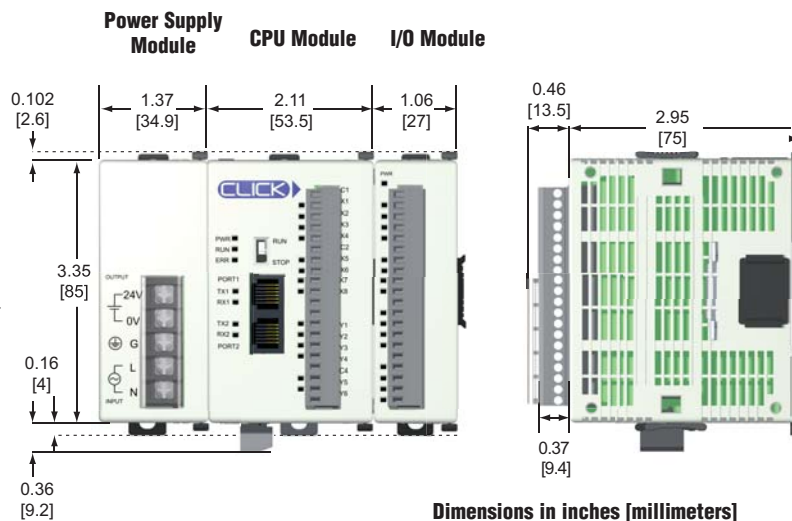 Power Supply
Module
CPU Module
I/O Module
0.102
[2.6]
1.37
[34.9]
2.11
[53.5]
1.06
[27]
0.46
[13.5]
2.95
[75]
3.35
[85]
0.16
[4]
0.36
[9.2]
0.37
[9.4]
OUTPUT
24V
0V
G
L
N
INPUT
CLICK
PWR
RUN
ERR
RUN
STOP
PORT1
TX1
RX1
TX2
RX2
PORT2
C1
X1
X2
X3
X4
C2
X5
X6
X7
X8
Y1
Y2
Y3
Y4
C4
Y5
Y6
PWR
Dimensions in inches [millimeters]